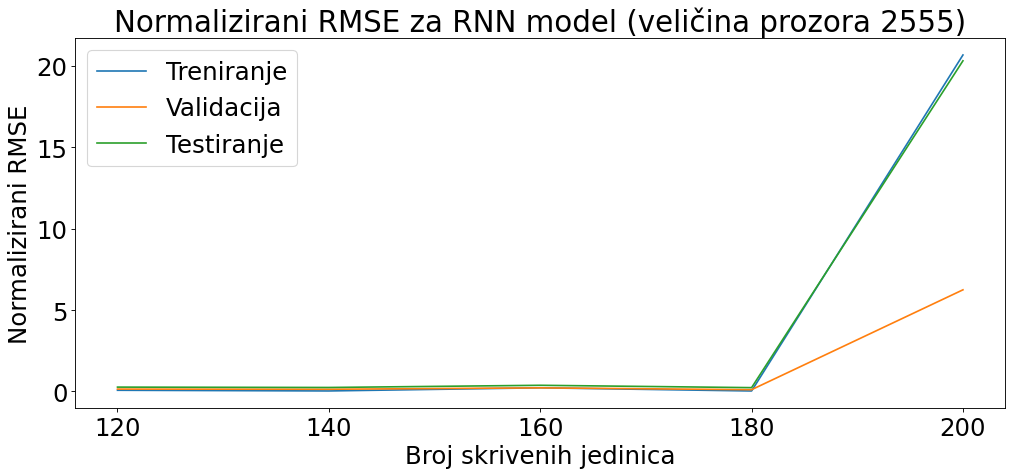 Normalizirani RMSE za RNN model (veličina prozora 2555)
Treniranje
Validacija
Testiranje
Normalizirani RMSE
20
15
10
5
0
120 140 160 180 200
Broj skrivenih jedinica